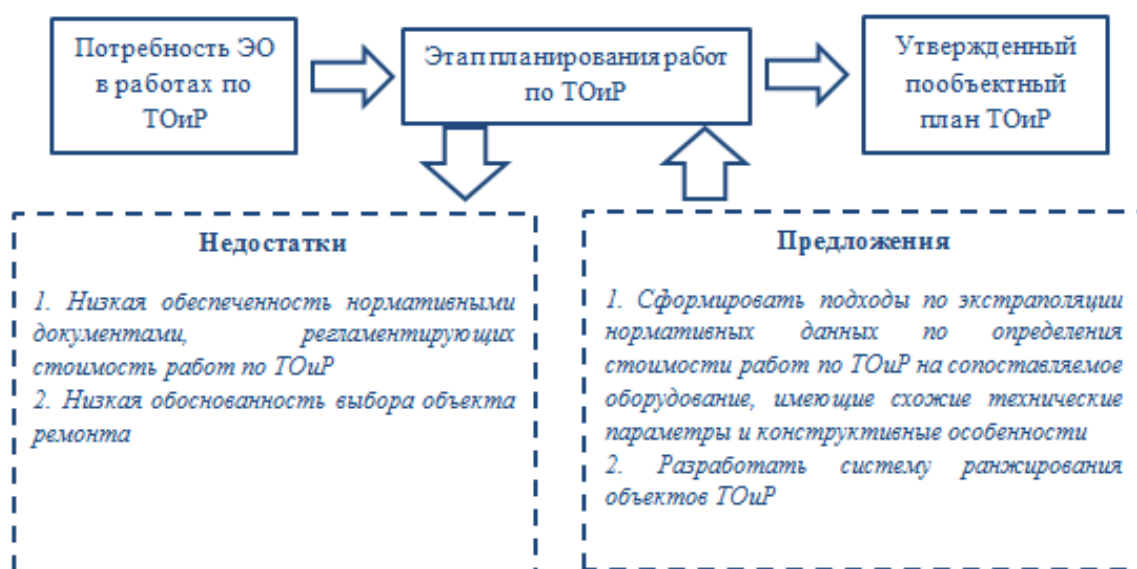 Потребность ЭО
в работах по
ТОиР
Этап планирования работ
по ТОиР
Утвержденный
пообъектный
план ТОиР
Недостатки
1. Низкая обеспеченность нормативными
документами, регламентирующих
стоимость работ по ТОиР
2. Низкая обоснованность выбора объекта
ремонта
Предложения
1. Сформировать подходы по экстраполяции
нормативных данных по определения
стоимости работ по ТОиР на сопоставляемое
оборудование, имеющие схожие технические
параметры и конструктивные особенности
2. Разработать систему ранжирования
объектов ТОиР